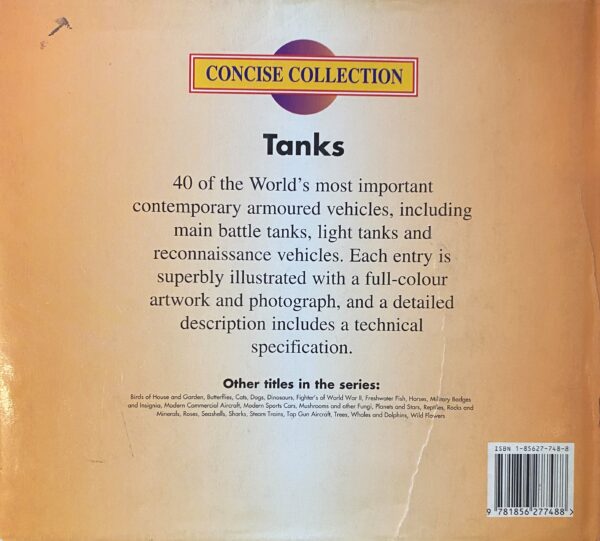 CONCISE COLLECTION
Tanks
40 of the World's most important
contemporary armoured vehicles, including
main battle tanks, light tanks and
reconnaissance vehicles. Each entry is
superbly illustrated with a full-colour
artwork and photograph, and a detailed
description includes a technical
specification.
Other titles in the series:
Birds of House and Garden, Butterflies, Cats, Dogs, Dinosaurs, Fighter's of World War II, Freshwater Fish, Horses, Military Badges
and Insignia, Modern Commercial Aircraft, Modern Sports Cars, Mushrooms and other Fungi, Planets and Stars, Reptiles, Rocks and
Minerals, Roses, Seashells, Sharks, Steam Trains, Top Gun Aircraft, Trees, Whales and Dolphins, Wild Flowers
ISBN 1-85627-748-8
9 781856 277488 >